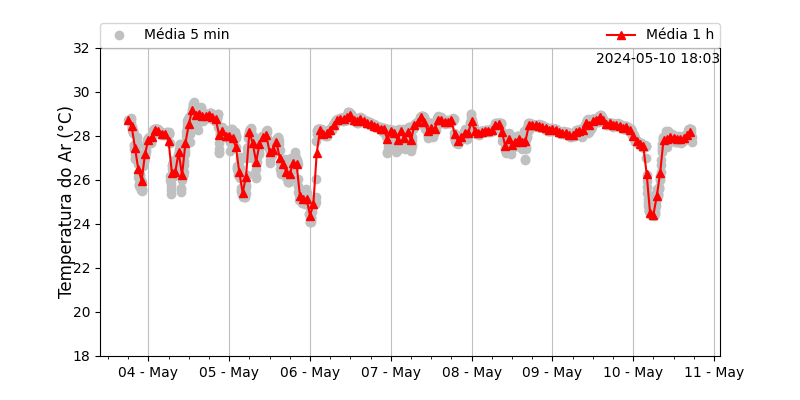 Média 5 min
Média 1 h
2024-05-10 18:03
Temperatura do Ar (°C)
32
30
28
26
24
22
20
18
04 - May
05 - May
06 - May
07 - May
08 - May
09 - May
10 - May
11 - May